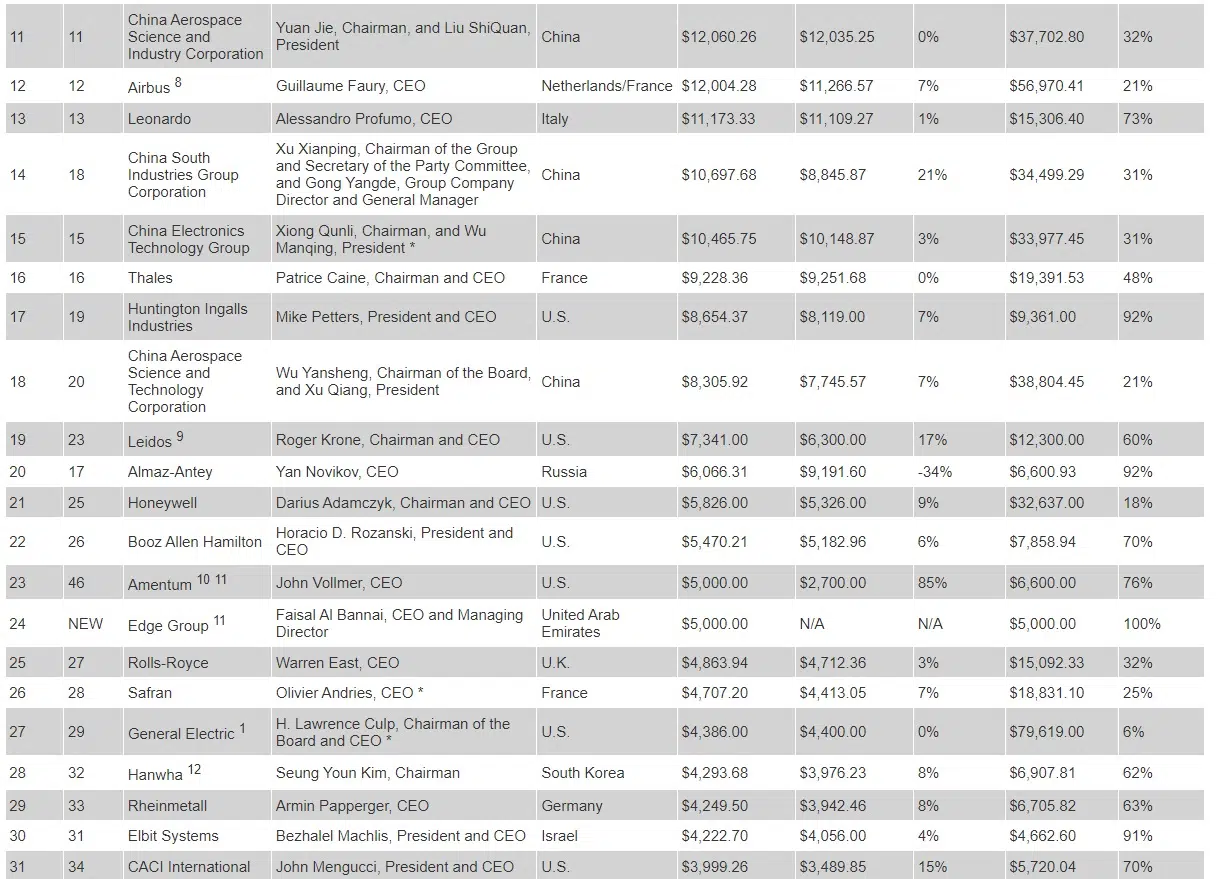 11 11 China Aerospace Science and Industry Corporation Yuan Jie, Chairman, and Liu ShiQuan, President China $12,060.26 $12,035.25 0% $37,702.80 32%
12 12 Airbus 8 Guillaume Faury, CEO Netherlands/France $12,004.28 $11,266.57 7% $56,970.41 21%
13 13 Leonardo Alessandro Profumo, CEO Italy $11,173.33 $11,109.27 1% $15,306.40 73%
14 18 China South Industries Group Corporation Xu Xianping, Chairman of the Group and Secretary of the Party Committee, and Gong Yangde, Group Company Director and General Manager China $10,697.68 $8,845.87 21% $34,499.29 31%
15 15 China Electronics Technology Group Xiong Qunli, Chairman, and Wu Manqing, President * China $10,465.75 $10,148.87 3% $33,977.45 31%
16 16 Thales Patrice Caine, Chairman and CEO France $9,228.36 $9,251.68 0% $19,391.53 48%
17 19 Huntington Ingalls Industries Mike Petters, President and CEO U.S. $8,654.37 $8,119.00 7% $9,361.00 92%
18 20 China Aerospace Science and Technology Corporation Wu Yansheng, Chairman of the Board, and Xu Qiang, President China $8,305.92 $7,745.57 7% $38,804.45 21%
19 23 Leidos 9 Roger Krone, Chairman and CEO U.S. $7,341.00 $6,300.00 17% $12,300.00 60%
20 17 Almaz-Antey Yan Novikov, CEO Russia $6,066.31 $9,191.60 -34% $6,600.93 92%
21 25 Honeywell Darius Adamczyk, Chairman and CEO U.S. $5,826.00 $5,326.00 9% $32,637.00 18%
22 26 Booz Allen Hamilton Horacio D. Rozanski, President and CEO U.S. $5,470.21 $5,182.96 6% $7,858.94 70%
23 46 Amentum 10 11 John Vollmer, CEO U.S. $5,000.00 $2,700.00 85% $6,600.00 76%
24 NEW Edge Group 11 Faisal Al Bannai, CEO and Managing Director United Arab Emirates $5,000.00 N/A N/A $5,000.00 100%
25 27 Rolls-Royce Warren East, CEO U.K. $4,863.94 $4,712.36 3% $15,092.33 32%
26 28 Safran Olivier Andries, CEO * France $4,707.20 $4,413.05 7% $18,831.10 25%
27 29 General Electric 1 H. Lawrence Culp, Chairman of the Board and CEO * U.S. $4,386.00 $4,400.00 0% $79,619.00 6%
28 32 Hanwha 12 Seung Youn Kim, Chairman South Korea $4,293.68 $3,976.23 8% $6,907.81 62%
29 33 Rheinmetall Armin Papperger, CEO Germany $4,249.50 $3,942.46 8% $6,705.82 63%
30 31 Elbit Systems Bezhalel Machlis, President and CEO Israel $4,222.70 $4,056.00 4% $4,662.60 91%
31 34 CACI International John Mengucci, President and CEO U.S. $3,999.26 $3,489.85 15% $5,720.04 70%